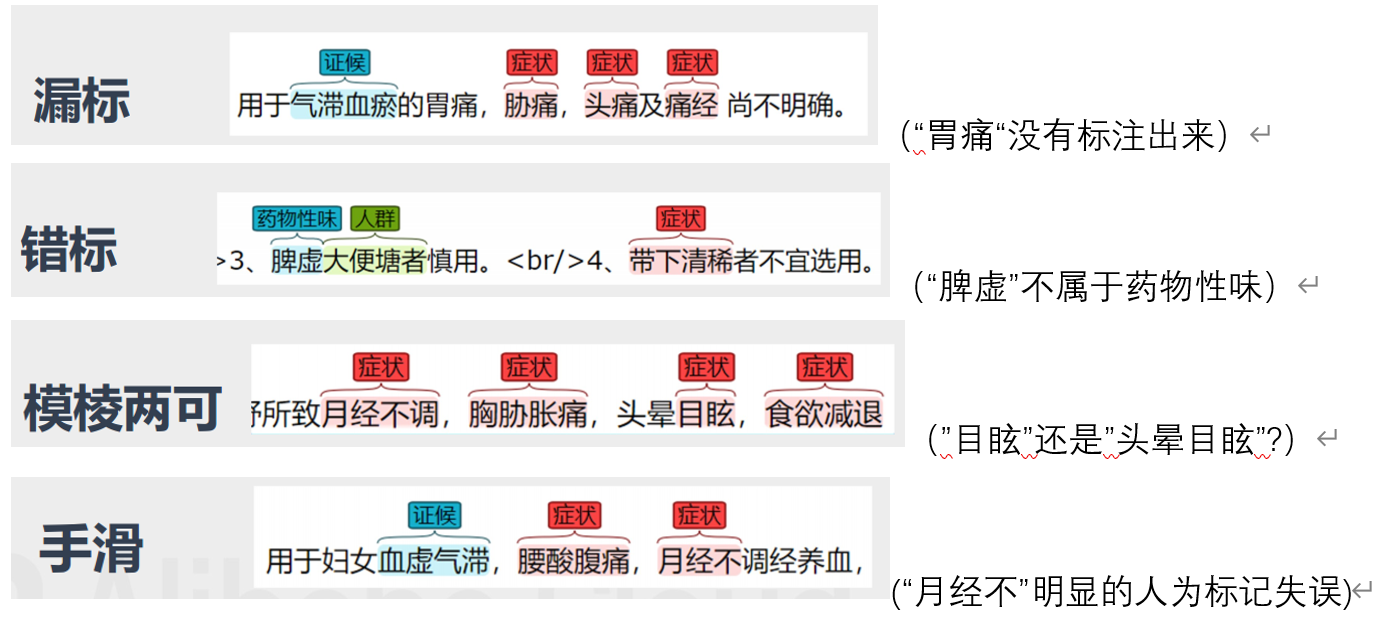 证候 症状 症状 症状
漏标 用于气滞血瘀的胃痛，胁痛，头痛及痛经 尚不明确。
（“胃痛“没有标注出来）
药物性味 人群 症状
错标 >3、脾虚大便塘者慎用。<br/>4、带下清稀者不宜选用。
（“脾虚”不属于药物性味）
症状 症状 症状 症状
模棱两可 所致月经不调，胸胁胀痛，头晕目眩，食欲减退
（”目眩”还是”头晕目眩”?）
证候 症状 症状
手滑 用于妇女血虚气滞，腰酸腹痛，月经不调经养血，
(“月经不”明显的人为标记失误)